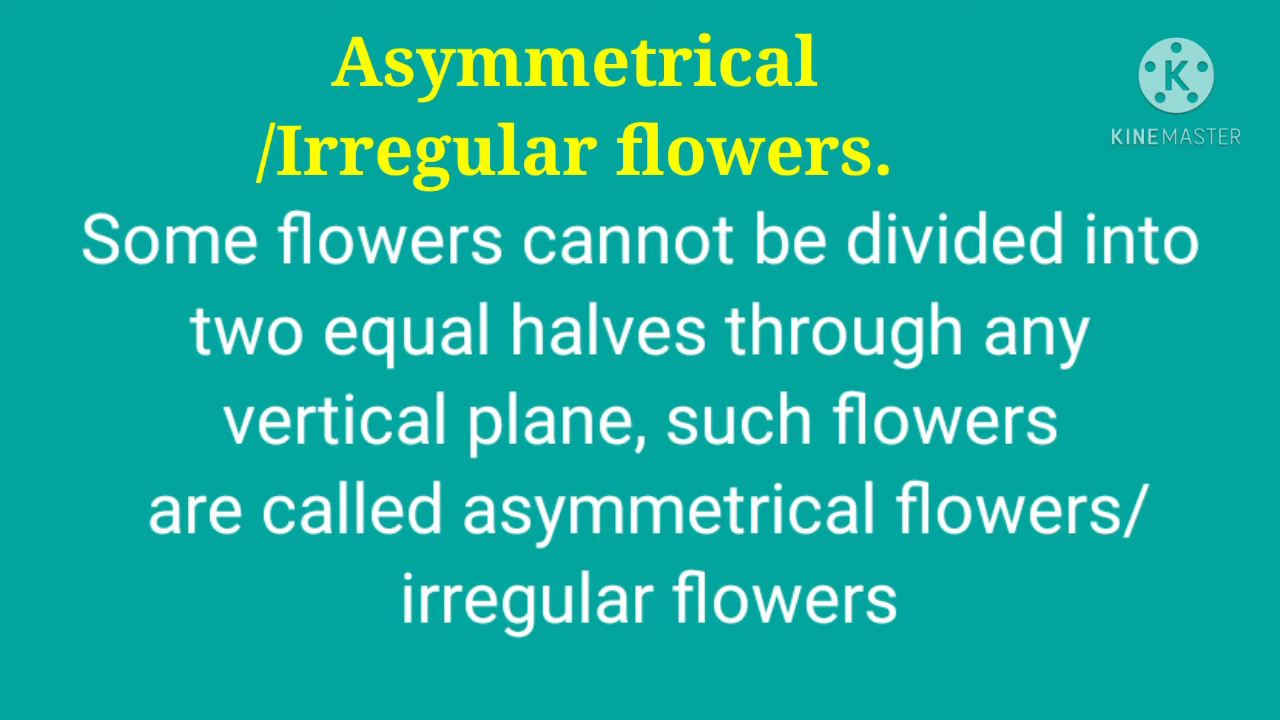 Asymmetrical
/Irregular flowers.
KINEMASTER
Some flowers cannot be divided into
two equal halves through any
vertical plane, such flowers
are called asymmetrical flowers/
irregular flowers